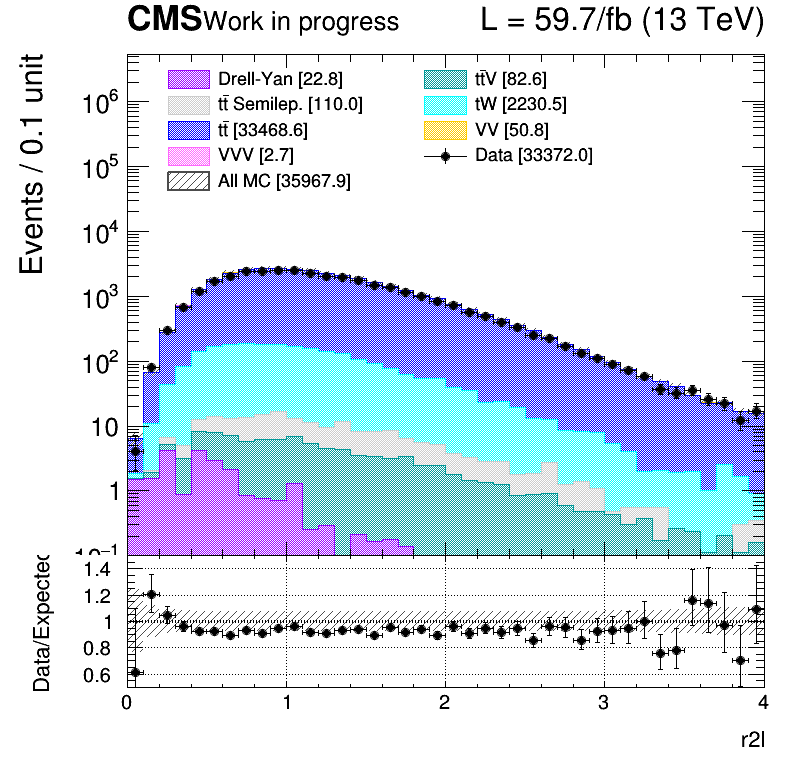 CMS Work in progress L = 59.7/fb (13 TeV)
Events / 0.1 unit
Drell-Yan [22.8] tt̄V [82.6]
tt̄ Semilep. [110.0] tW [2230.5]
tt̄ [33468.6] VV [50.8]
VVV [2.7] Data [33372.0]
All MC [35967.9]
10⁶
10⁵
10⁴
10³
10²
10
1
10⁻¹
Data/Expected
1.4
1.2
1
0.8
0.6
0 1 2 3 4
r2l